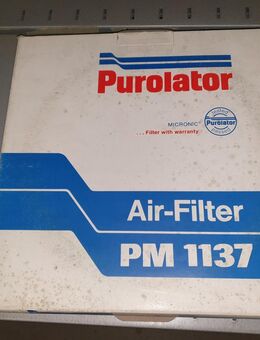 Purolator
MICRONIC®
...Filter with warranty
Purolator
Air-Filter
PM 1137